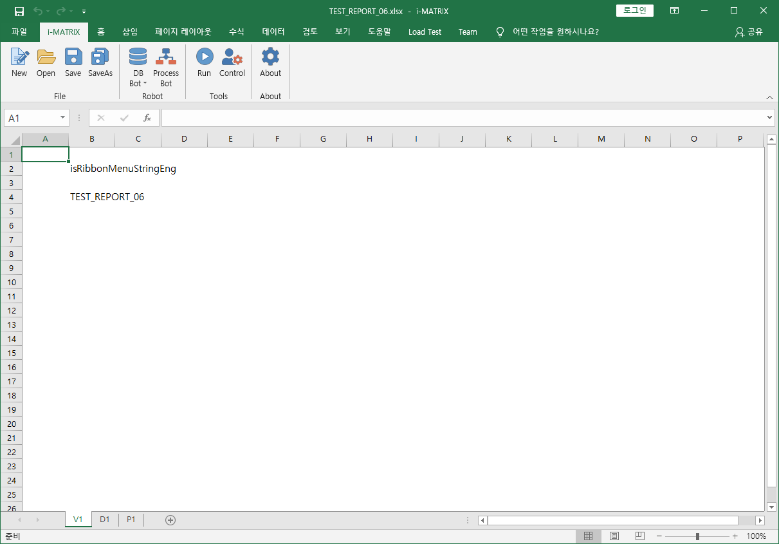 TEST_REPORT_06.xlsx - i-MATRIX
로그인
파일 i-MATRIX 홈 삽입 페이지 레이아웃 수식 데이터 검토 보기 도움말 Load Test Team 어떤 작업을 원하시나요? 공유
New Open Save SaveAs DB Bot Process Bot Run Control About
File Robot Tools About
A1 fx
A B C D E F G H I J K L M N O P
1
2 isRibbonMenuStringEng
3
4 TEST_REPORT_06
5
6
7
8
9
10
11
12
13
14
15
16
17
18
19
20
21
22
23
24
25
26
V1 D1 P1
준비 100%